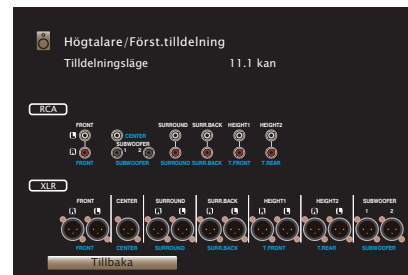 Högtalare/Först.tilldelning
Tilldelningsläge 11.1 kan
RCA
FRONT SURROUND SURR.BACK HEIGHT1 HEIGHT2
L CENTER
SUBWOOFER
R 1 2
FRONT SUBWOOFER SURROUND SURR.BACK T.FRONT T.REAR
XLR
FRONT CENTER SURROUND SURR.BACK HEIGHT1 HEIGHT2 SUBWOOFER
R L R L R L R L R L 1 2
FRONT CENTER SURROUND SURR.BACK T.FRONT T.REAR SUBWOOFER
Tillbaka